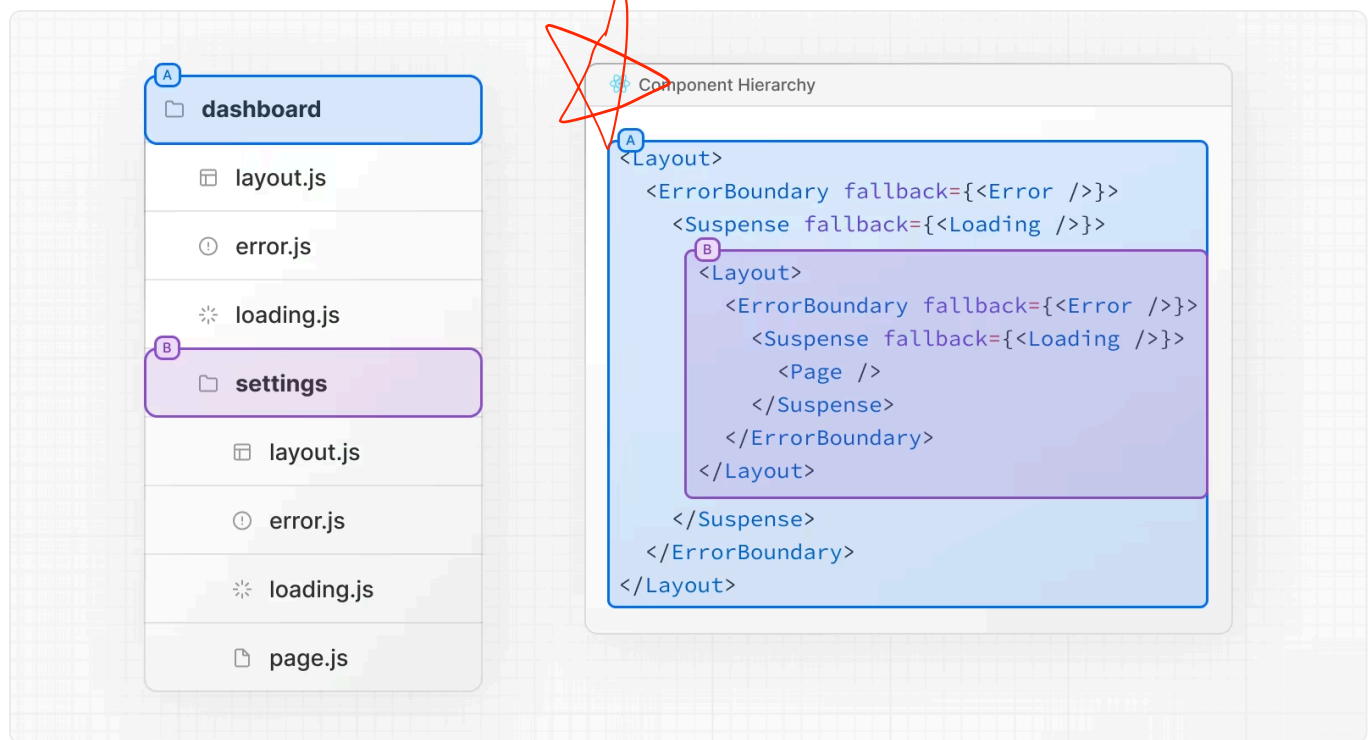 A
dashboard
layout.js
error.js
loading.js
B
settings
layout.js
error.js
loading.js
page.js
Component Hierarchy
A
<Layout>
<ErrorBoundary fallback={<Error />}>
<Suspense fallback={<Loading />}>
B
<Layout>
<ErrorBoundary fallback={<Error />}>
<Suspense fallback={<Loading />}>
<Page />
</Suspense>
</ErrorBoundary>
</Layout>
</Suspense>
</ErrorBoundary>
</Layout>